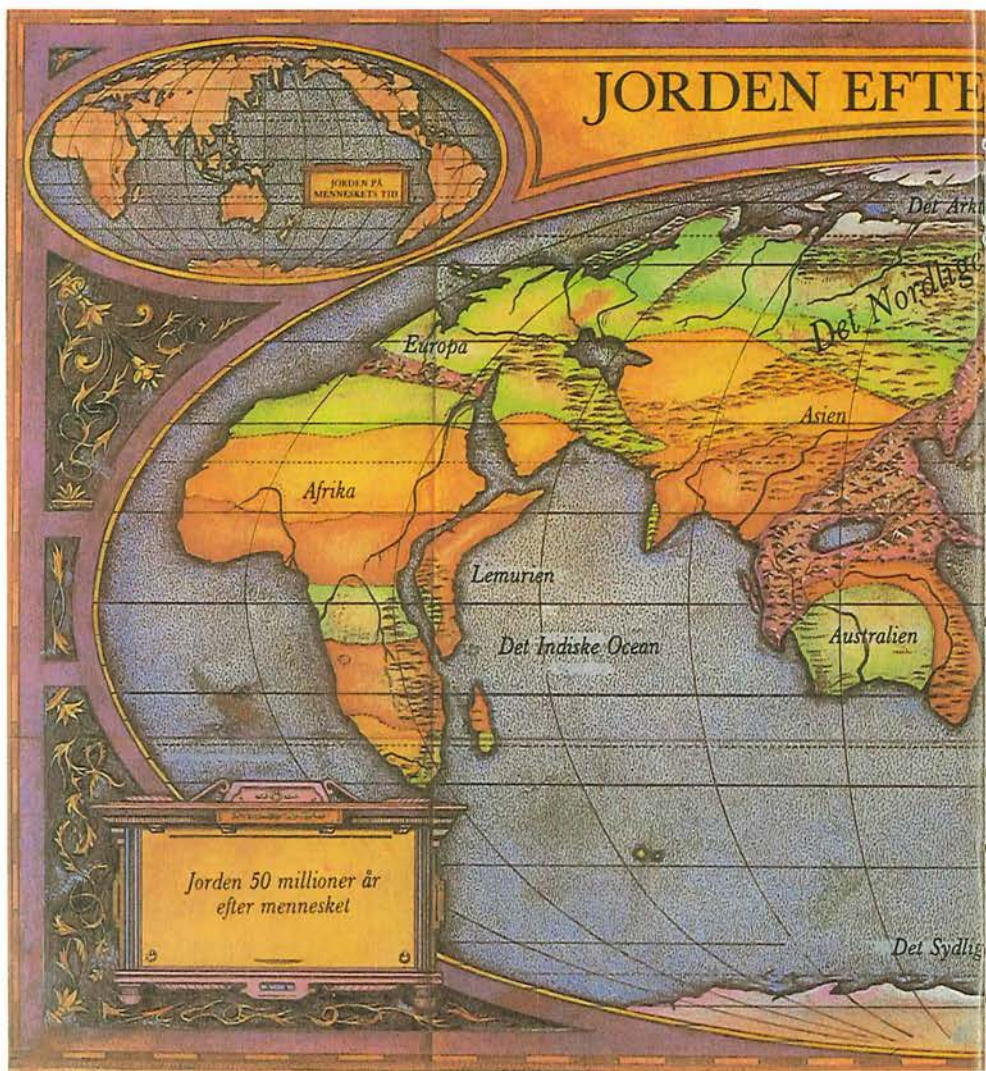 JORDEN EFTE
JORDEN PÅ
MENNESKETS TID
Det Arkt
Det Nordlige
Europa
Asien
Afrika
Lemurien
Det Indiske Ocean
Australien
Jorden 50 millioner år
efter mennesket
Det Sydlig